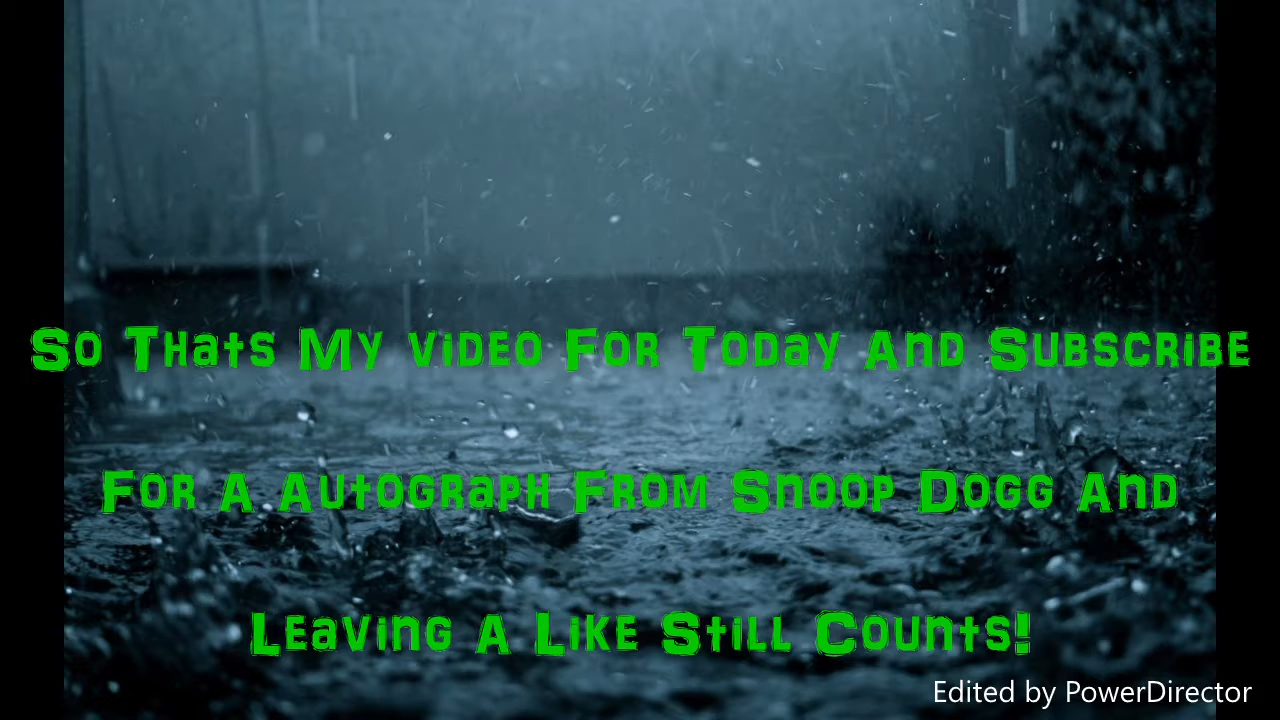 So Thats My Video For Today And Subscribe
For A Autograph From Snoop Dogg And
Leaving A Like Still Counts!
Edited by PowerDirector